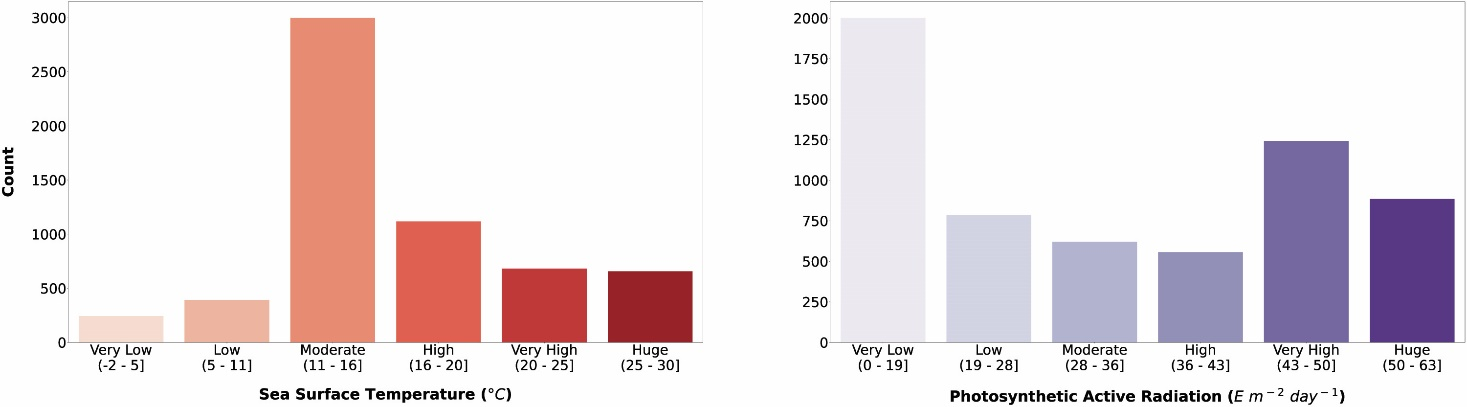 3000
2500
2000
1500
1000
500
0
Count
Very Low Low Moderate High Very High Huge
(-2 - 5] (5 - 11] (11 - 16] (16 - 20] (20 - 25] (25 - 30]
Sea Surface Temperature (°C)
2000
1750
1500
1250
1000
750
500
250
0
Very Low Low Moderate High Very High Huge
(0 - 19] (19 - 28] (28 - 36] (36 - 43] (43 - 50] (50 - 63]
Photosynthetic Active Radiation (E m⁻² day⁻¹)